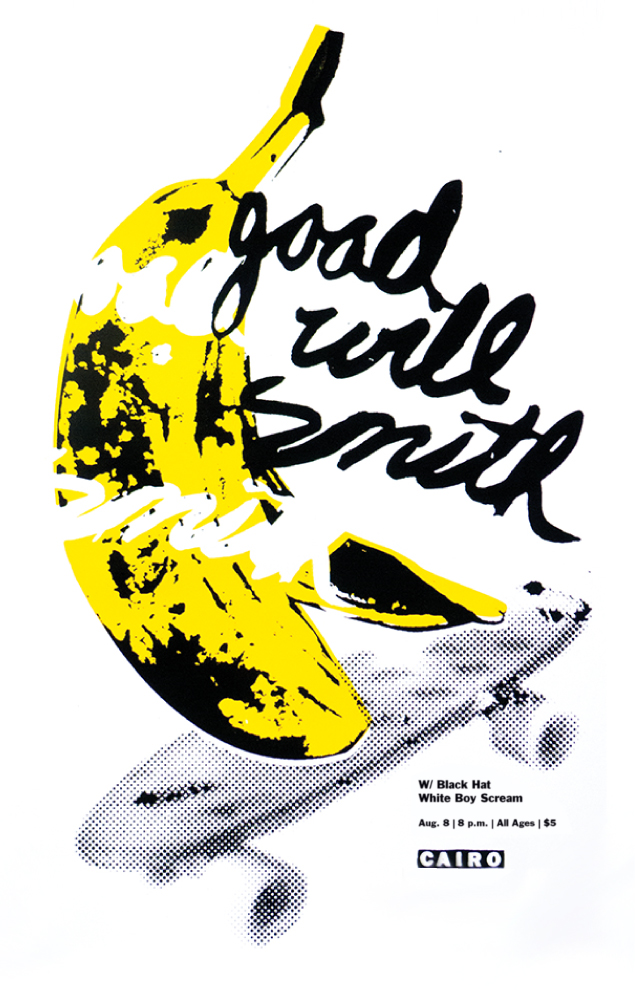 good
will
smith
W/ Black Hat
White Boy Scream
Aug. 8 | 8 p.m. | All Ages | $5
CAIRO